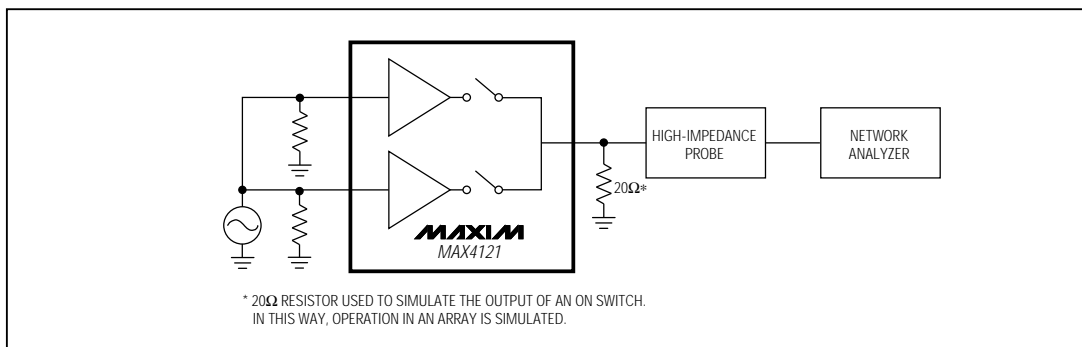 HIGH-IMPEDANCE
PROBE
NETWORK
ANALYZER
20Ω*
MAXIM
MAX4121
* 20Ω RESISTOR USED TO SIMULATE THE OUTPUT OF AN ON SWITCH.
IN THIS WAY, OPERATION IN AN ARRAY IS SIMULATED.